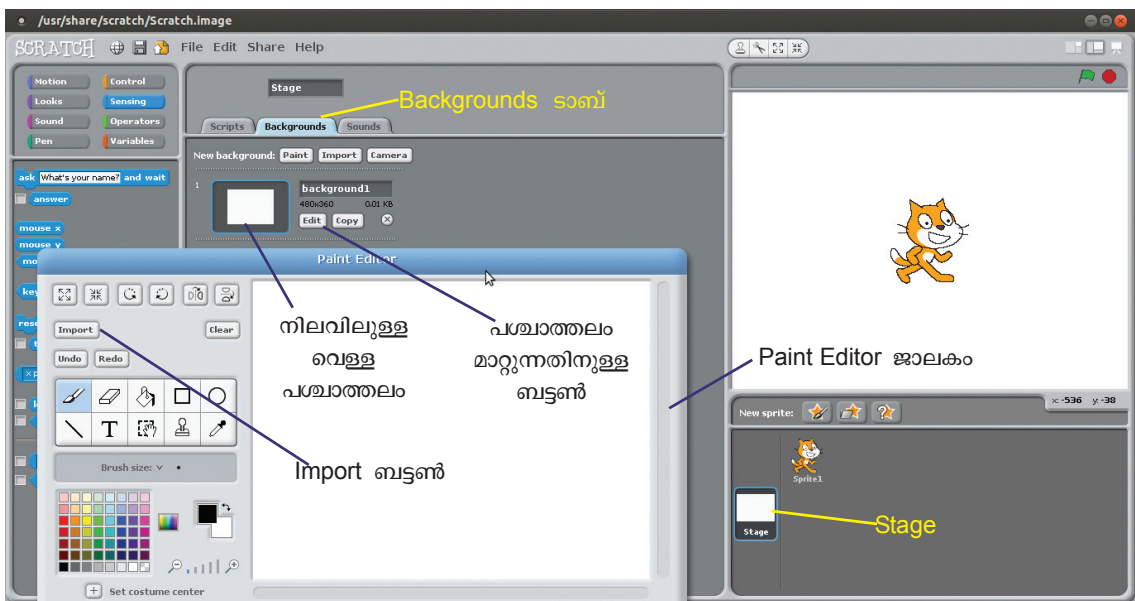 /usr/share/scratch/Scratch.image
SCRATCH File Edit Share Help
Motion Control
Looks Sensing
Sound Operators
Pen Variables
Stage
Backgrounds ടാബ്
Scripts Backgrounds Sounds
New background: Paint Import Camera
1
background1
480x360 0.01 KB
Edit Copy
ask What's your name? and wait
answer
mouse x
mouse y
mo
key
rese
Paint Editor
Import Clear
Undo Redo
T
Brush size:
Set costume center
നിലവിലുള്ള
വെള്ള
പശ്ചാത്തലം
പശ്ചാത്തലം
മാറ്റുന്നതിനുള്ള
ബട്ടൺ
Import ബട്ടൺ
Paint Editor ജാലകം
x: -536 y: -38
New sprite:
Sprite1
Stage
Stage